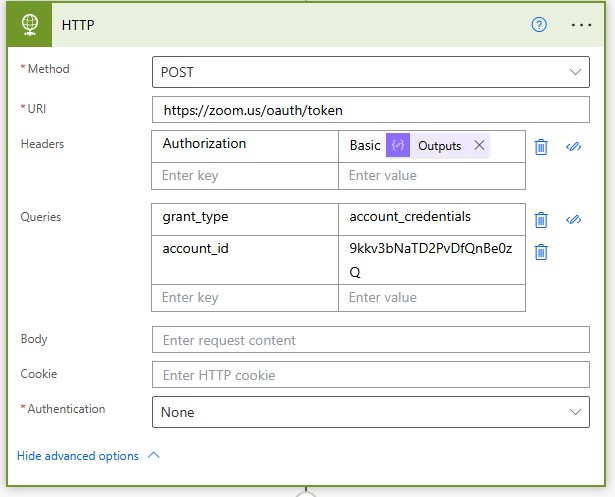 HTTP
* Method
POST
* URI
https://zoom.us/oauth/token
Headers
Authorization
Basic Outputs
Enter key
Enter value
Queries
grant_type
account_credentials
account_id
9kkv3bNaTD2PvDfQnBe0z
Q
Enter key
Enter value
Body
Enter request content
Cookie
Enter HTTP cookie
* Authentication
None
Hide advanced options